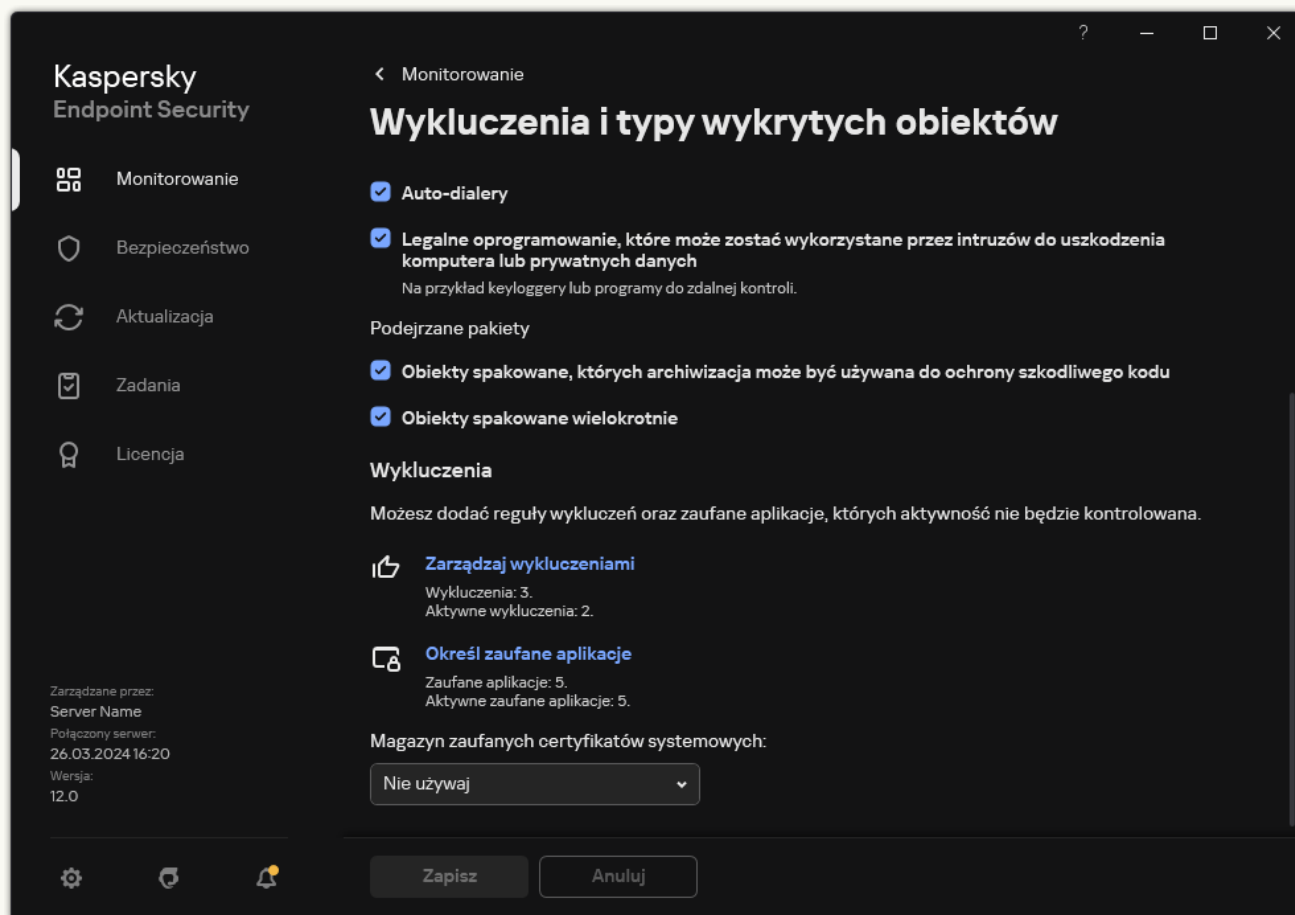 ?
Kaspersky
Endpoint Security
Monitorowanie
Bezpieczeństwo
Aktualizacja
Zadania
Licencja
Zarządzane przez:
Server Name
Połączony serwer:
26.03.2024 16:20
Wersja:
12.0
Monitorowanie
Wykluczenia i typy wykrytych obiektów
Auto-dialery
Legalne oprogramowanie, które może zostać wykorzystane przez intruzów do uszkodzenia
komputera lub prywatnych danych
Na przykład keyloggery lub programy do zdalnej kontroli.
Podejrzane pakiety
Obiekty spakowane, których archiwizacja może być używana do ochrony szkodliwego kodu
Obiekty spakowane wielokrotnie
Wykluczenia
Możesz dodać reguły wykluczeń oraz zaufane aplikacje, których aktywność nie będzie kontrolowana.
Zarządzaj wykluczeniami
Wykluczenia: 3.
Aktywne wykluczenia: 2.
Określ zaufane aplikacje
Zaufane aplikacje: 5.
Aktywne zaufane aplikacje: 5.
Magazyn zaufanych certyfikatów systemowych:
Nie używaj
Zapisz
Anuluj